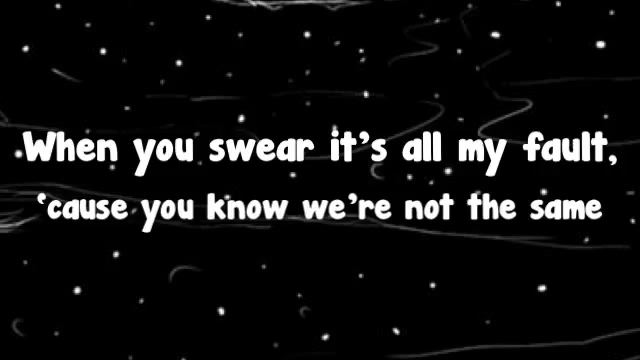 When you swear it's all my fault,
‘cause you know we’re not the same